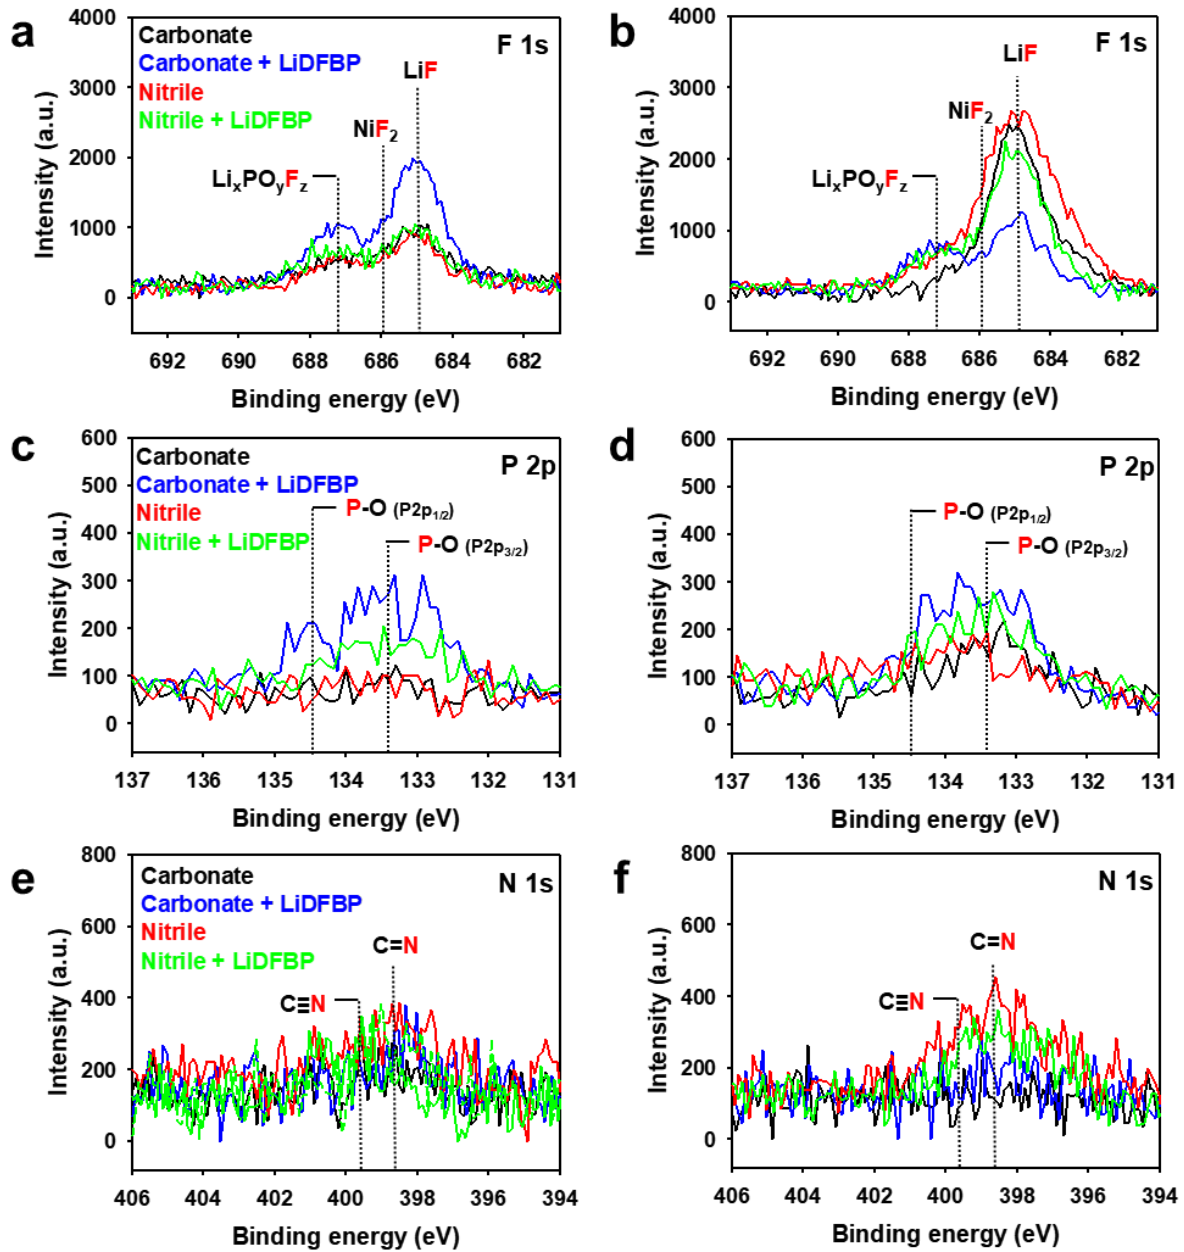 a
4000
3000
2000
1000
0
Intensity (a.u.)
Carbonate
Carbonate + LiDFBP
Nitrile
Nitrile + LiDFBP
F 1s
LiF
NiF2
LixPOyFz
692 690 688 686 684 682
Binding energy (eV)
b
4000
3000
2000
1000
0
Intensity (a.u.)
F 1s
LiF
NiF2
LixPOyFz
692 690 688 686 684 682
Binding energy (eV)
c
600
500
400
300
200
100
0
Intensity (a.u.)
Carbonate
Carbonate + LiDFBP
Nitrile
Nitrile + LiDFBP
P 2p
P-O (P2p1/2)
P-O (P2p3/2)
137 136 135 134 133 132 131
Binding energy (eV)
d
600
500
400
300
200
100
0
Intensity (a.u.)
P 2p
P-O (P2p1/2)
P-O (P2p3/2)
137 136 135 134 133 132 131
Binding energy (eV)
e
800
600
400
200
0
Intensity (a.u.)
Carbonate
Carbonate + LiDFBP
Nitrile
Nitrile + LiDFBP
N 1s
C=N
C≡N
406 404 402 400 398 396 394
Binding energy (eV)
f
800
600
400
200
0
Intensity (a.u.)
N 1s
C=N
C≡N
406 404 402 400 398 396 394
Binding energy (eV)